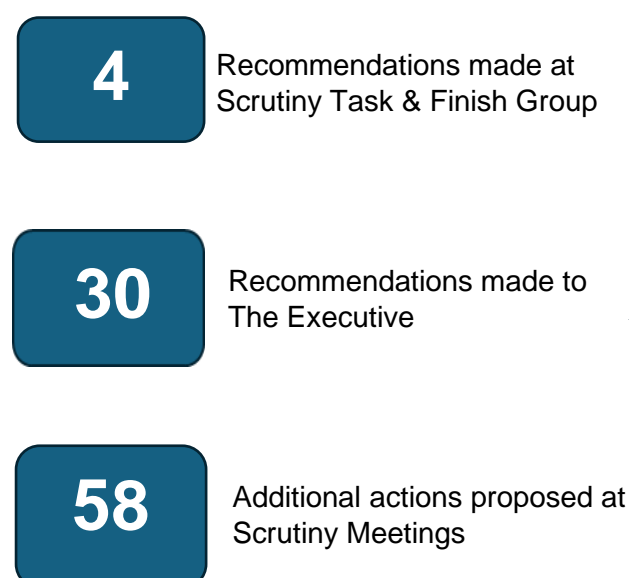 4
Recommendations made at
Scrutiny Task & Finish Group
30
Recommendations made to
The Executive
58
Additional actions proposed at
Scrutiny Meetings